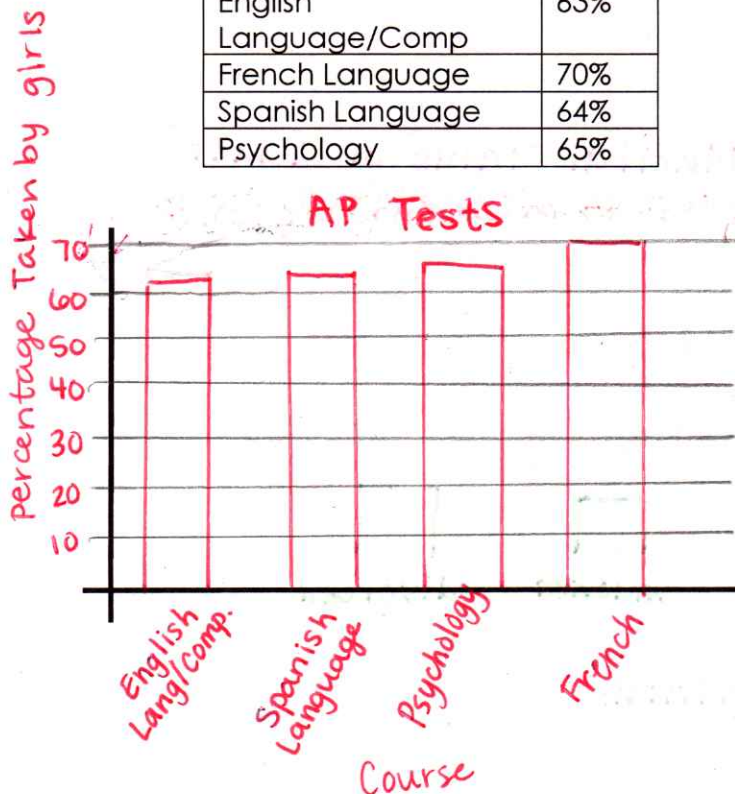 English 63%
Language/Comp
French Language 70%
Spanish Language 64%
Psychology 65%
AP Tests
Percentage Taken by girls
70
60
50
40
30
20
10
English
Lang/Comp.
Spanish
Language
Psychology
French
Course